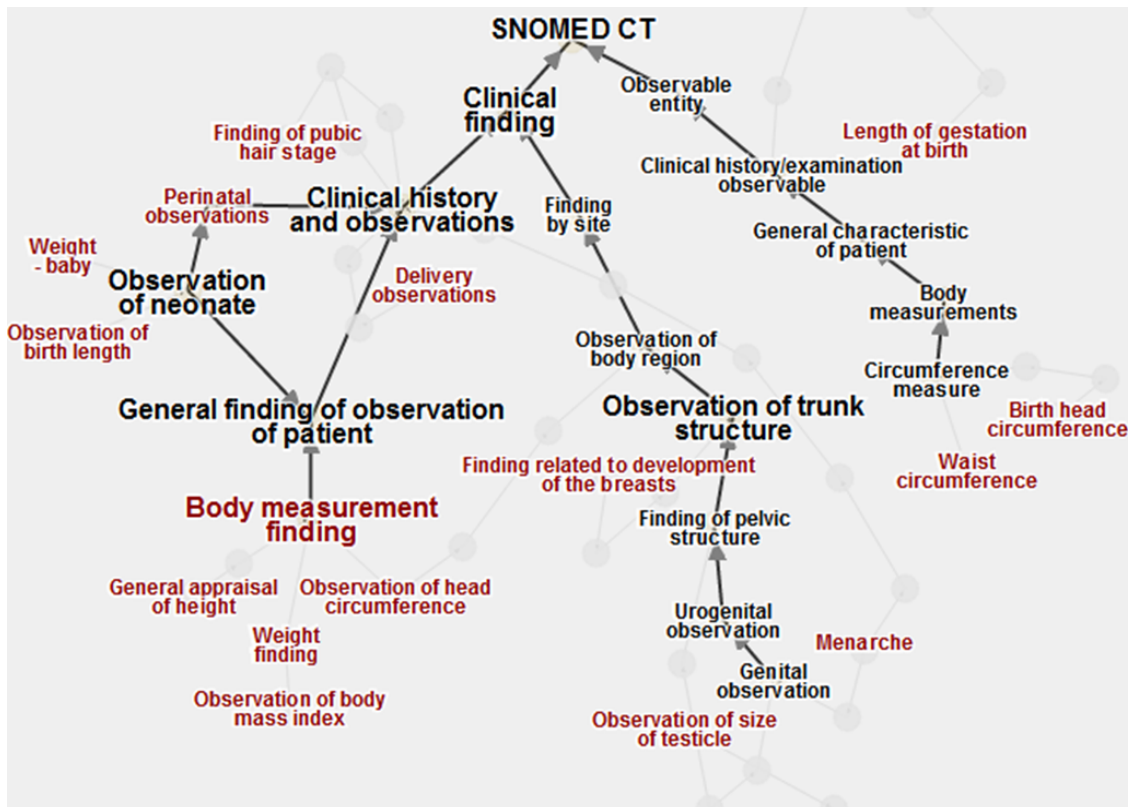 SNOMED CT
Observable
entity
Clinical
finding
Finding of pubic
hair stage
Length of gestation
at birth
Clinical history/examination
observable
Perinatal
observations
Clinical history
and observations
Finding
by site
General characteristic
of patient
Weight
- baby
Observation
of neonate
Delivery
observations
Body
measurements
Observation of
birth length
Observation of
body region
Circumference
measure
General finding of observation
of patient
Observation of trunk
structure
Birth head
circumference
Finding related to development
of the breasts
Waist
circumference
Body measurement
finding
Finding of pelvic
structure
General appraisal
of height
Observation of head
circumference
Urogenital
observation
Weight
finding
Menarche
Genital
observation
Observation of body
mass index
Observation of size
of testicle